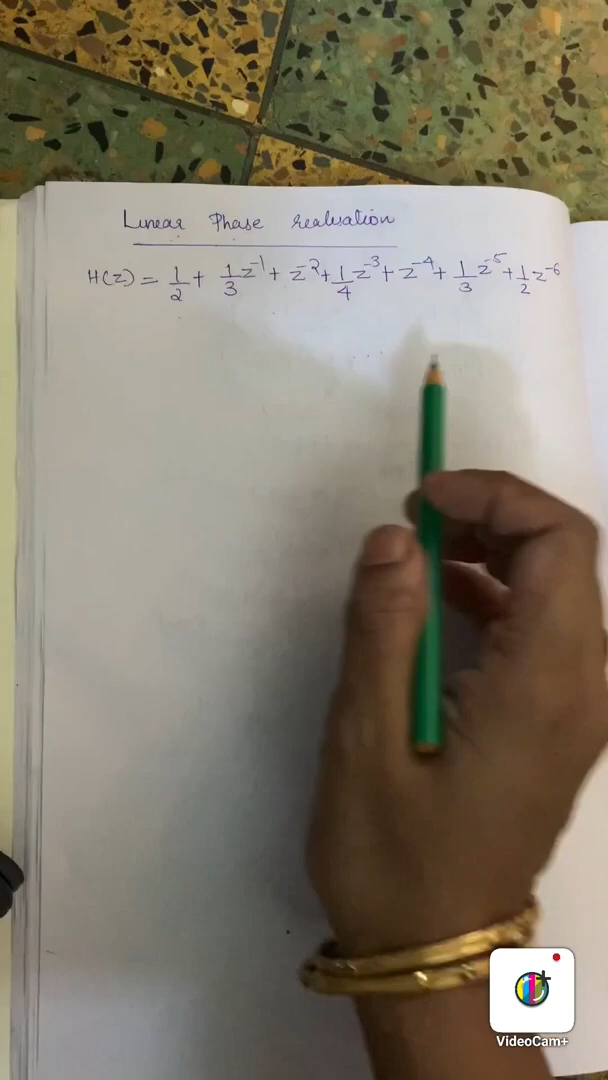 Linear Phase realisation
H(z) = 1/2 + 1/3 z⁻¹ + z⁻² + 1/4 z⁻³ + z⁻⁴ + 1/3 z⁻⁵ + 1/2 z⁻⁶
VideoCam+